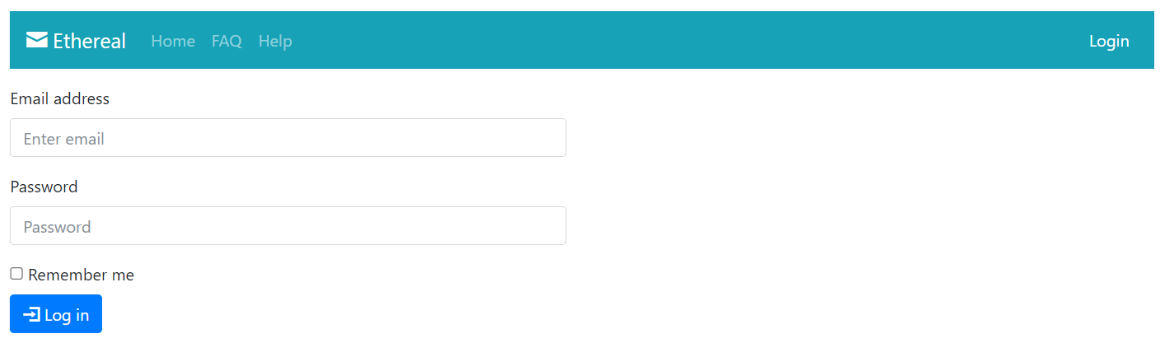 Ethereal Home FAQ Help Login
Email address
Enter email
Password
Password
Remember me
Log in